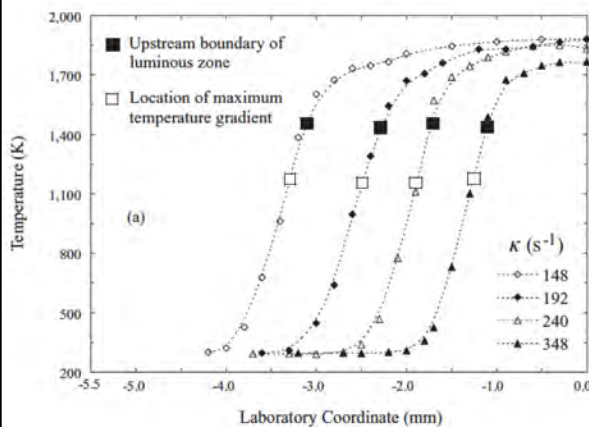 2,000
1,700
1,400
1,100
800
500
200
Temperature (K)
Upstream boundary of
luminous zone
Location of maximum
temperature gradient
(a)
κ (s⁻¹)
148
192
240
348
-5.5
-5.0
-4.0
-3.0
-2.0
-1.0
0.0
Laboratory Coordinate (mm)